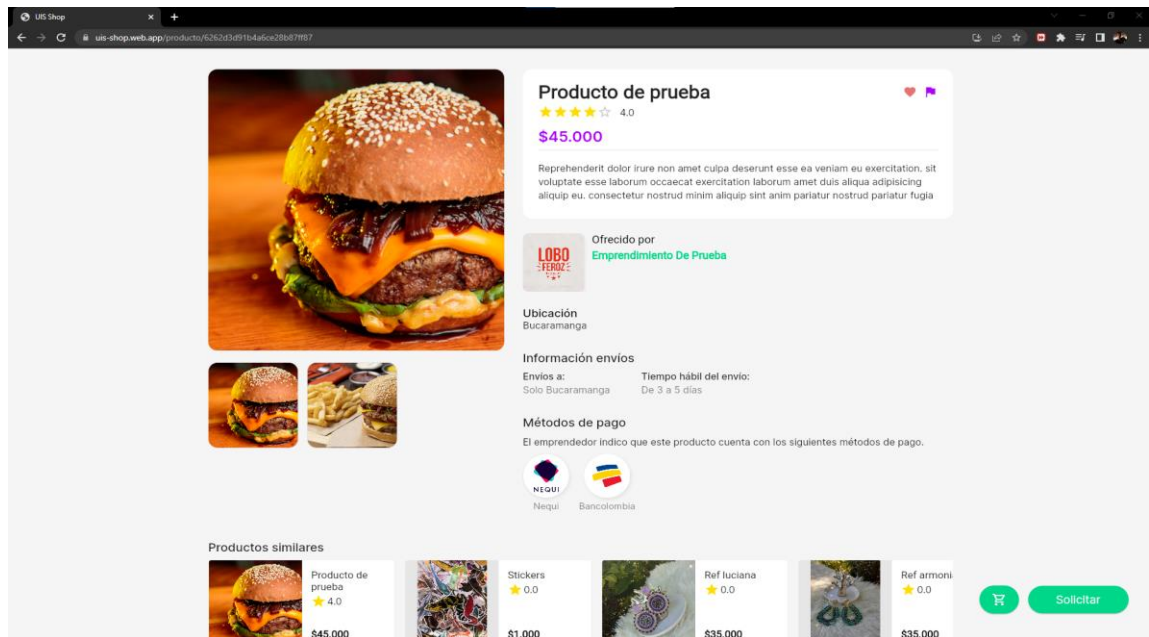 UIS Shop
uis-shop.web.app/producto/6262d3d91b4a6ce28b87ff87
Producto de prueba
4.0
$45.000
Reprehenderit dolor irure non amet culpa deserunt esse ea veniam eu exercitation. sit
voluptate esse laborum occaecat exercitation laborum amet duis aliqua adipisicing
aliquip eu. consectetur nostrud minim aliquip sint anim pariatur nostrud pariatur fugia
LOBO
FEROZ
Ofrecido por
Emprendimiento De Prueba
Ubicación
Bucaramanga
Información envíos
Envíos a:
Tiempo hábil del envío:
Solo Bucaramanga
De 3 a 5 días
Métodos de pago
El emprendedor indico que este producto cuenta con los siguientes métodos de pago.
NEQUI
Nequi
Bancolombia
Productos similares
Producto de
prueba
4.0
$45.000
Stickers
0.0
$1.000
Ref luciana
0.0
$35.000
Ref armoni
0.0
$35.000
Solicitar